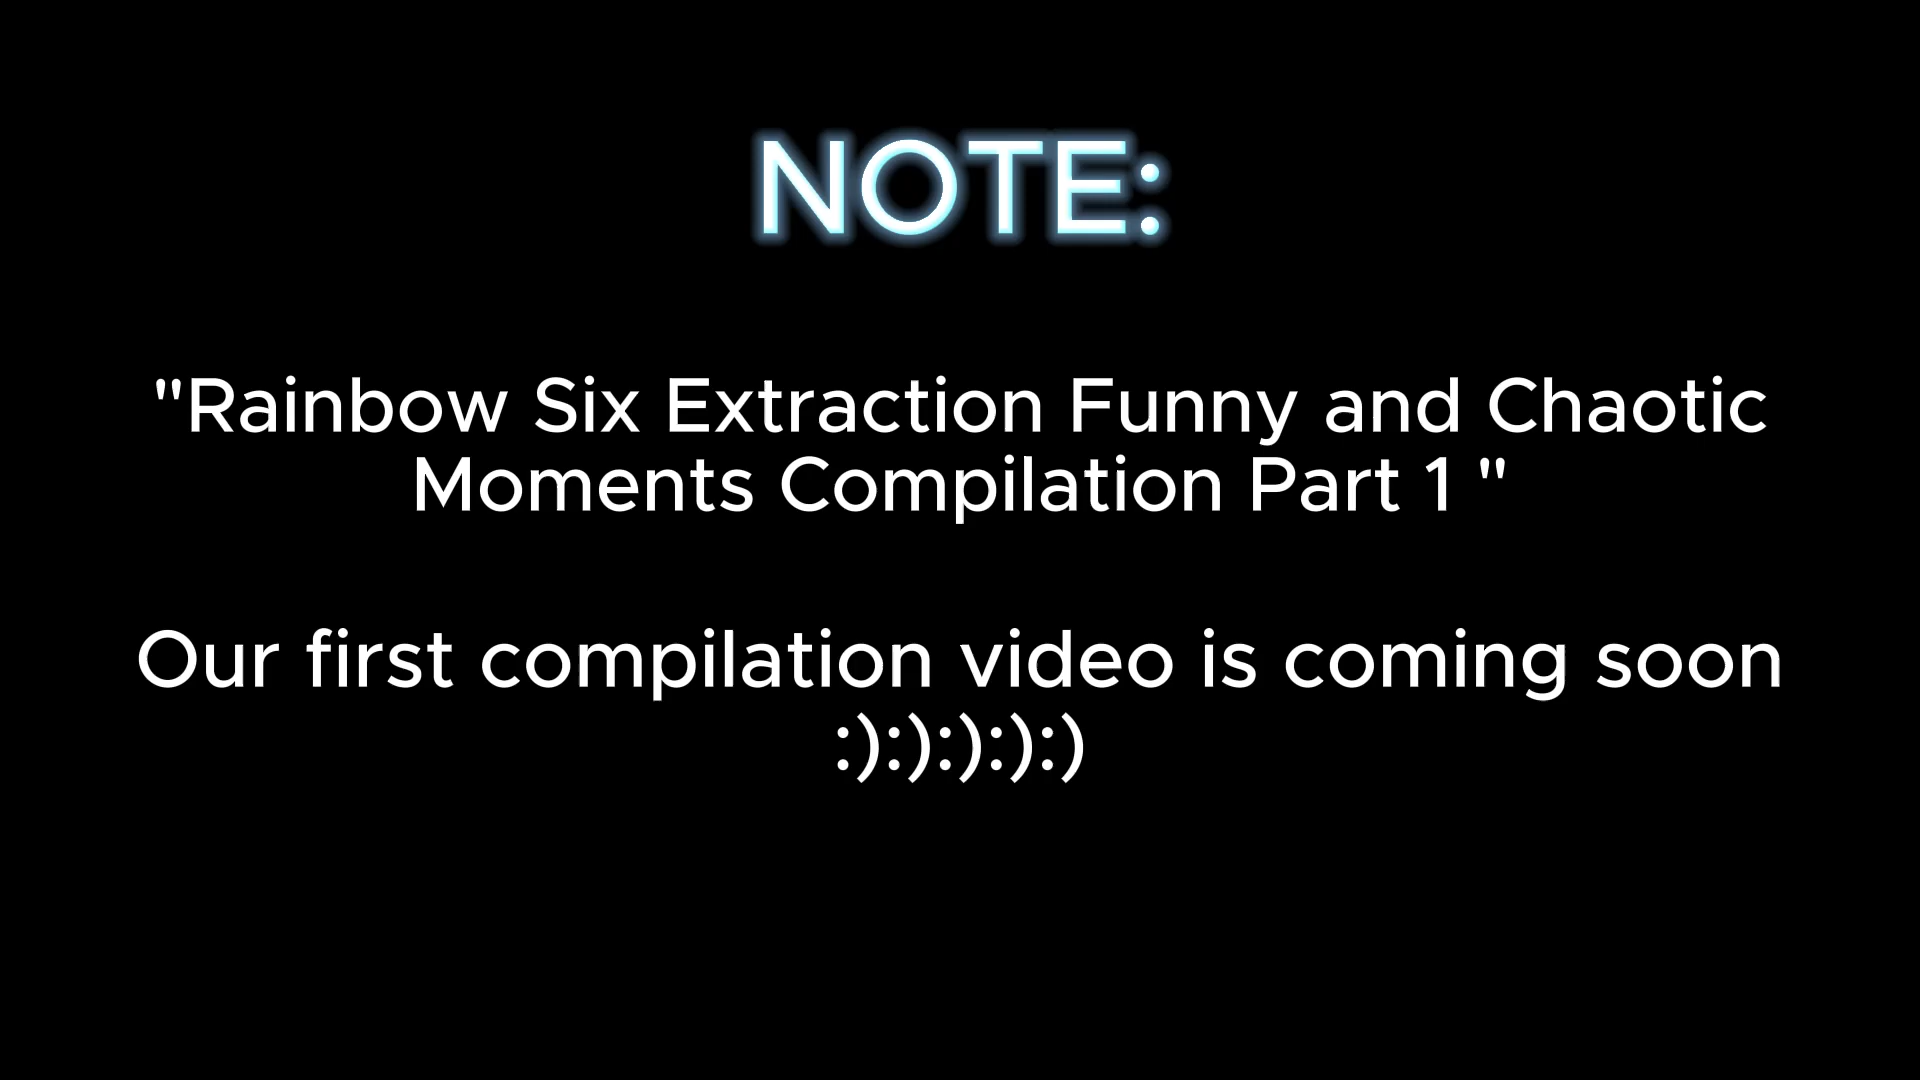 NOTE:
"Rainbow Six Extraction Funny and Chaotic
Moments Compilation Part 1 "
Our first compilation video is coming soon
:):):):):)